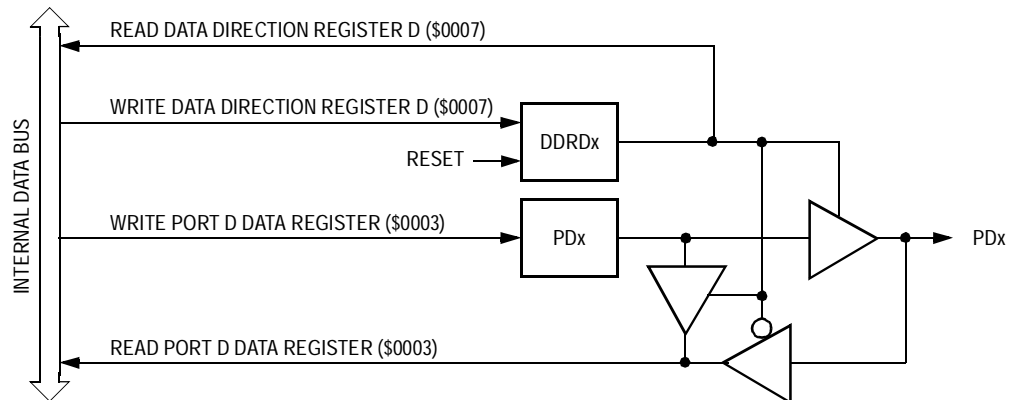 READ DATA DIRECTION REGISTER D ($0007)
WRITE DATA DIRECTION REGISTER D ($0007)
DDRDx
RESET
INTERNAL DATA BUS
WRITE PORT D DATA REGISTER ($0003)
PDx
PDx
READ PORT D DATA REGISTER ($0003)